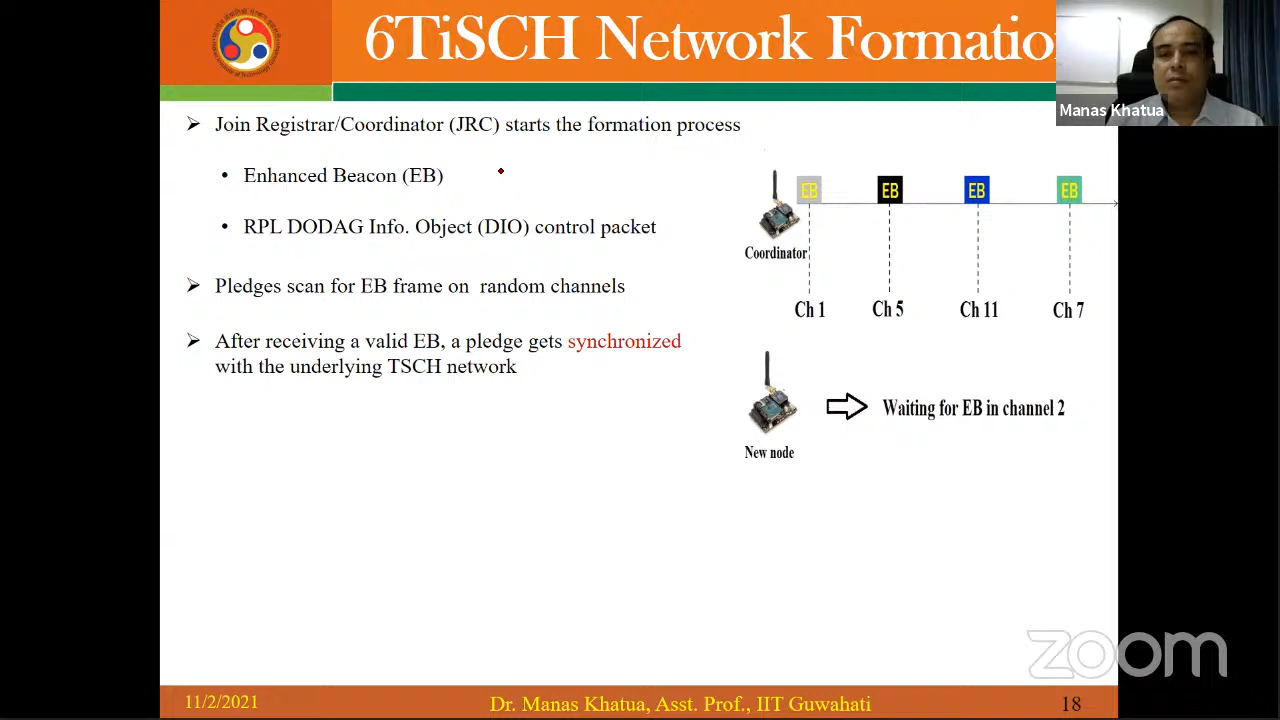 6TiSCH Network Formation
Manas Khatua
➢ Join Registrar/Coordinator (JRC) starts the formation process
• Enhanced Beacon (EB)
• RPL DODAG Info. Object (DIO) control packet
➢ Pledges scan for EB frame on random channels
➢ After receiving a valid EB, a pledge gets synchronized
with the underlying TSCH network
EB EB EB EB
Coordinator
Ch 1 Ch 5 Ch 11 Ch 7
Waiting for EB in channel 2
New node
zoom
11/2/2021 Dr. Manas Khatua, Asst. Prof., IIT Guwahati 18